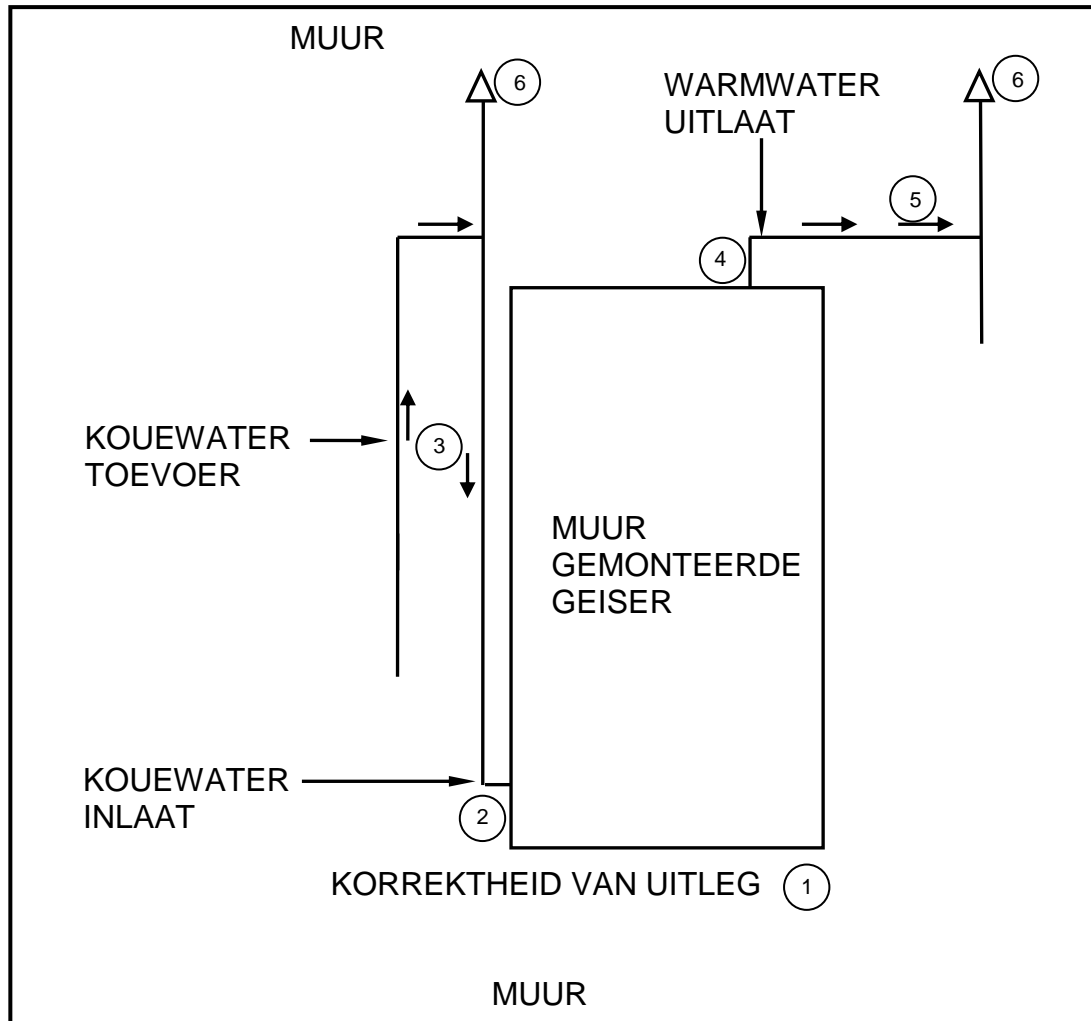 MUUR
6
6
WARMWATER
UITLAAT
5
4
KOUEWATER
TOEVOER
3
MUUR
GEMONTEERDE
GEISER
KOUEWATER
INLAAT
2
KORREKTHEID VAN UITLEG 1
MUUR